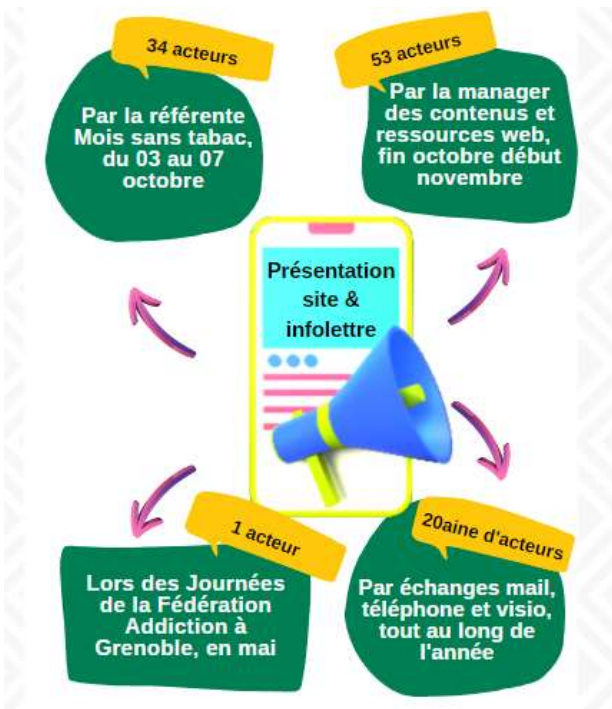 34 acteurs
Par la référente
Mois sans tabac,
du 03 au 07
octobre
53 acteurs
Par la manager
des contenus et
ressources web,
fin octobre début
novembre
Présentation
site &
infolettre
1 acteur
Lors des Journées
de la Fédération
Addiction à
Grenoble, en mai
20aine d'acteurs
Par échanges mail,
téléphone et visio,
tout au long de
l'année